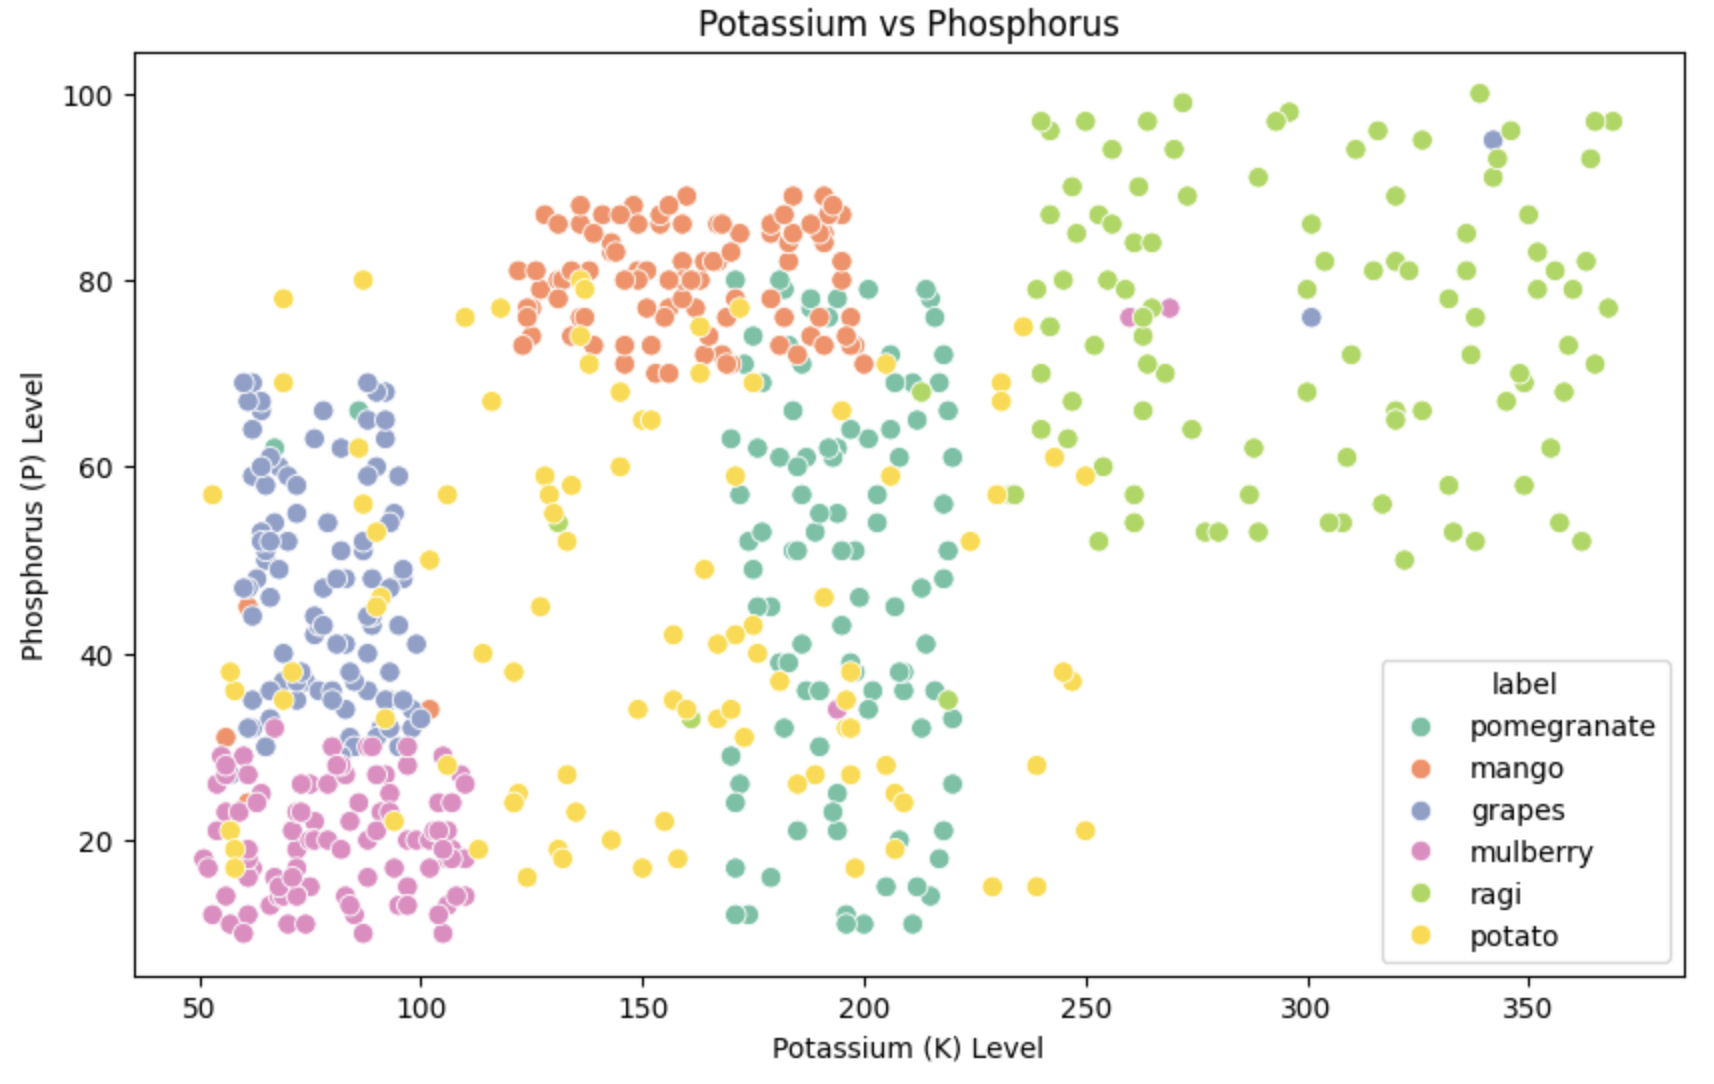 Potassium vs Phosphorus
Phosphorus (P) Level
100
80
60
40
20
50 100 150 200 250 300 350
Potassium (K) Level
label
pomegranate
mango
grapes
mulberry
ragi
potato